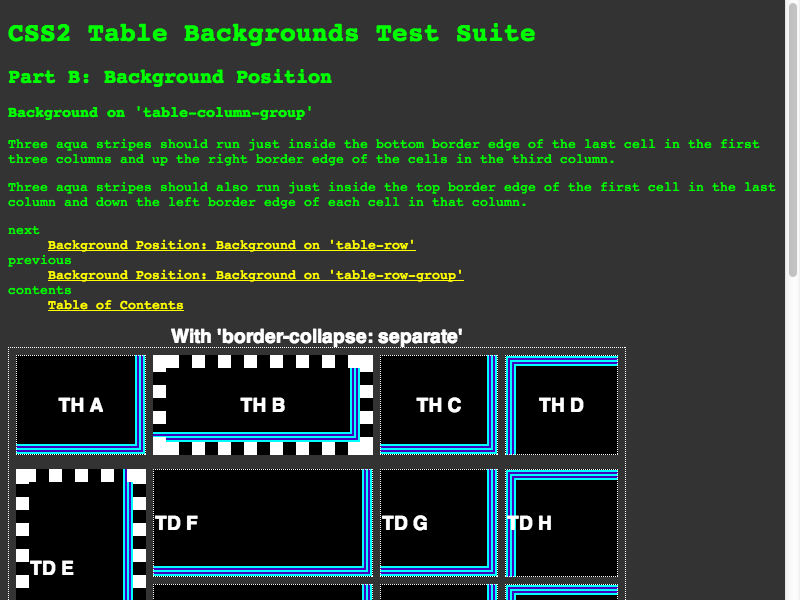 CSS2 Table Backgrounds Test Suite
Part B: Background Position
Background on 'table-column-group'
Three aqua stripes should run just inside the bottom border edge of the last cell in the first
three columns and up the right border edge of the cells in the third column.
Three aqua stripes should also run just inside the top border edge of the first cell in the last
column and down the left border edge of each cell in that column.
next
Background Position: Background on 'table-row'
previous
Background Position: Background on 'table-row-group'
contents
Table of Contents
With 'border-collapse: separate'
TH A TH B TH C TH D
TD F TD G TD H
TD E